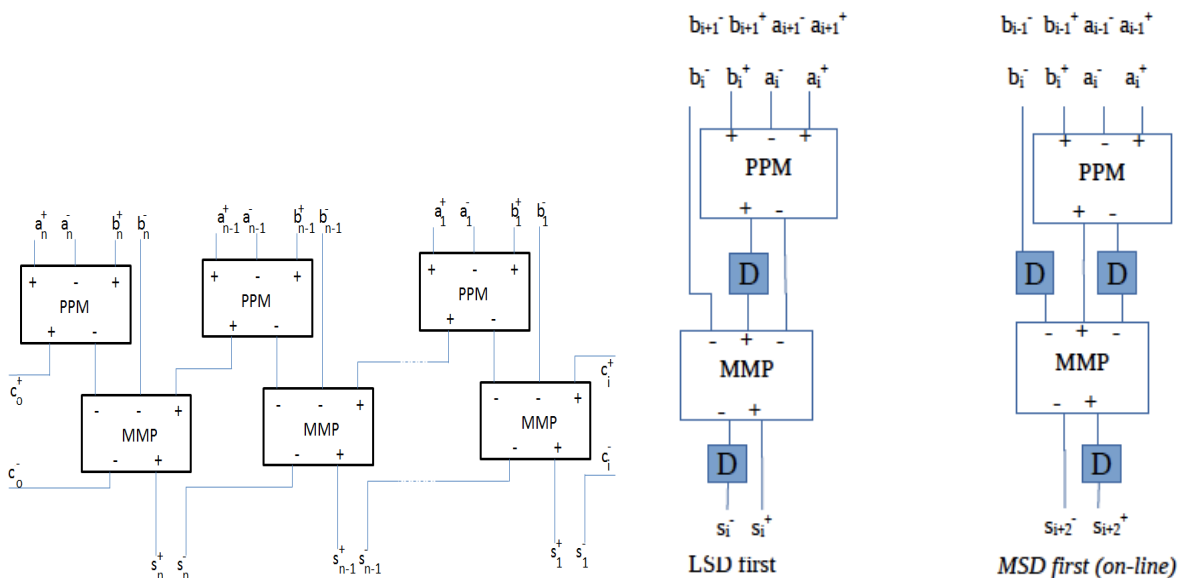 b_{i+1}^- b_{i+1}^+ a_{i+1}^- a_{i+1}^+
b_{i-1}^- b_{i-1}^+ a_{i-1}^- a_{i-1}^+
b_i^- b_i^+ a_i^- a_i^+
b_i^- b_i^+ a_i^- a_i^+
+ - +
PPM
+ -
+ - +
PPM
+ -
a_n^+ a_n^- b_n^+ b_n^-
a_{n-1}^+ a_{n-1}^- b_{n-1}^+ b_{n-1}^-
a_1^+ a_1^- b_1^+ b_1^-
+ - +
PPM
+ -
+ - +
PPM
+ -
+ - +
PPM
+ -
D
D D
c_o^+
c_i^+
- - +
MMP
- +
- - +
MMP
- +
- - +
MMP
- +
- + -
MMP
- +
- + -
MMP
- +
c_o^-
c_i^-
D
D
s_n^+ s_n^-
s_{n-1}^+ s_{n-1}^-
s_1^+ s_1^-
s_i^- s_i^+
s_{i+2}^- s_{i+2}^+
LSD first
MSD first (on-line)